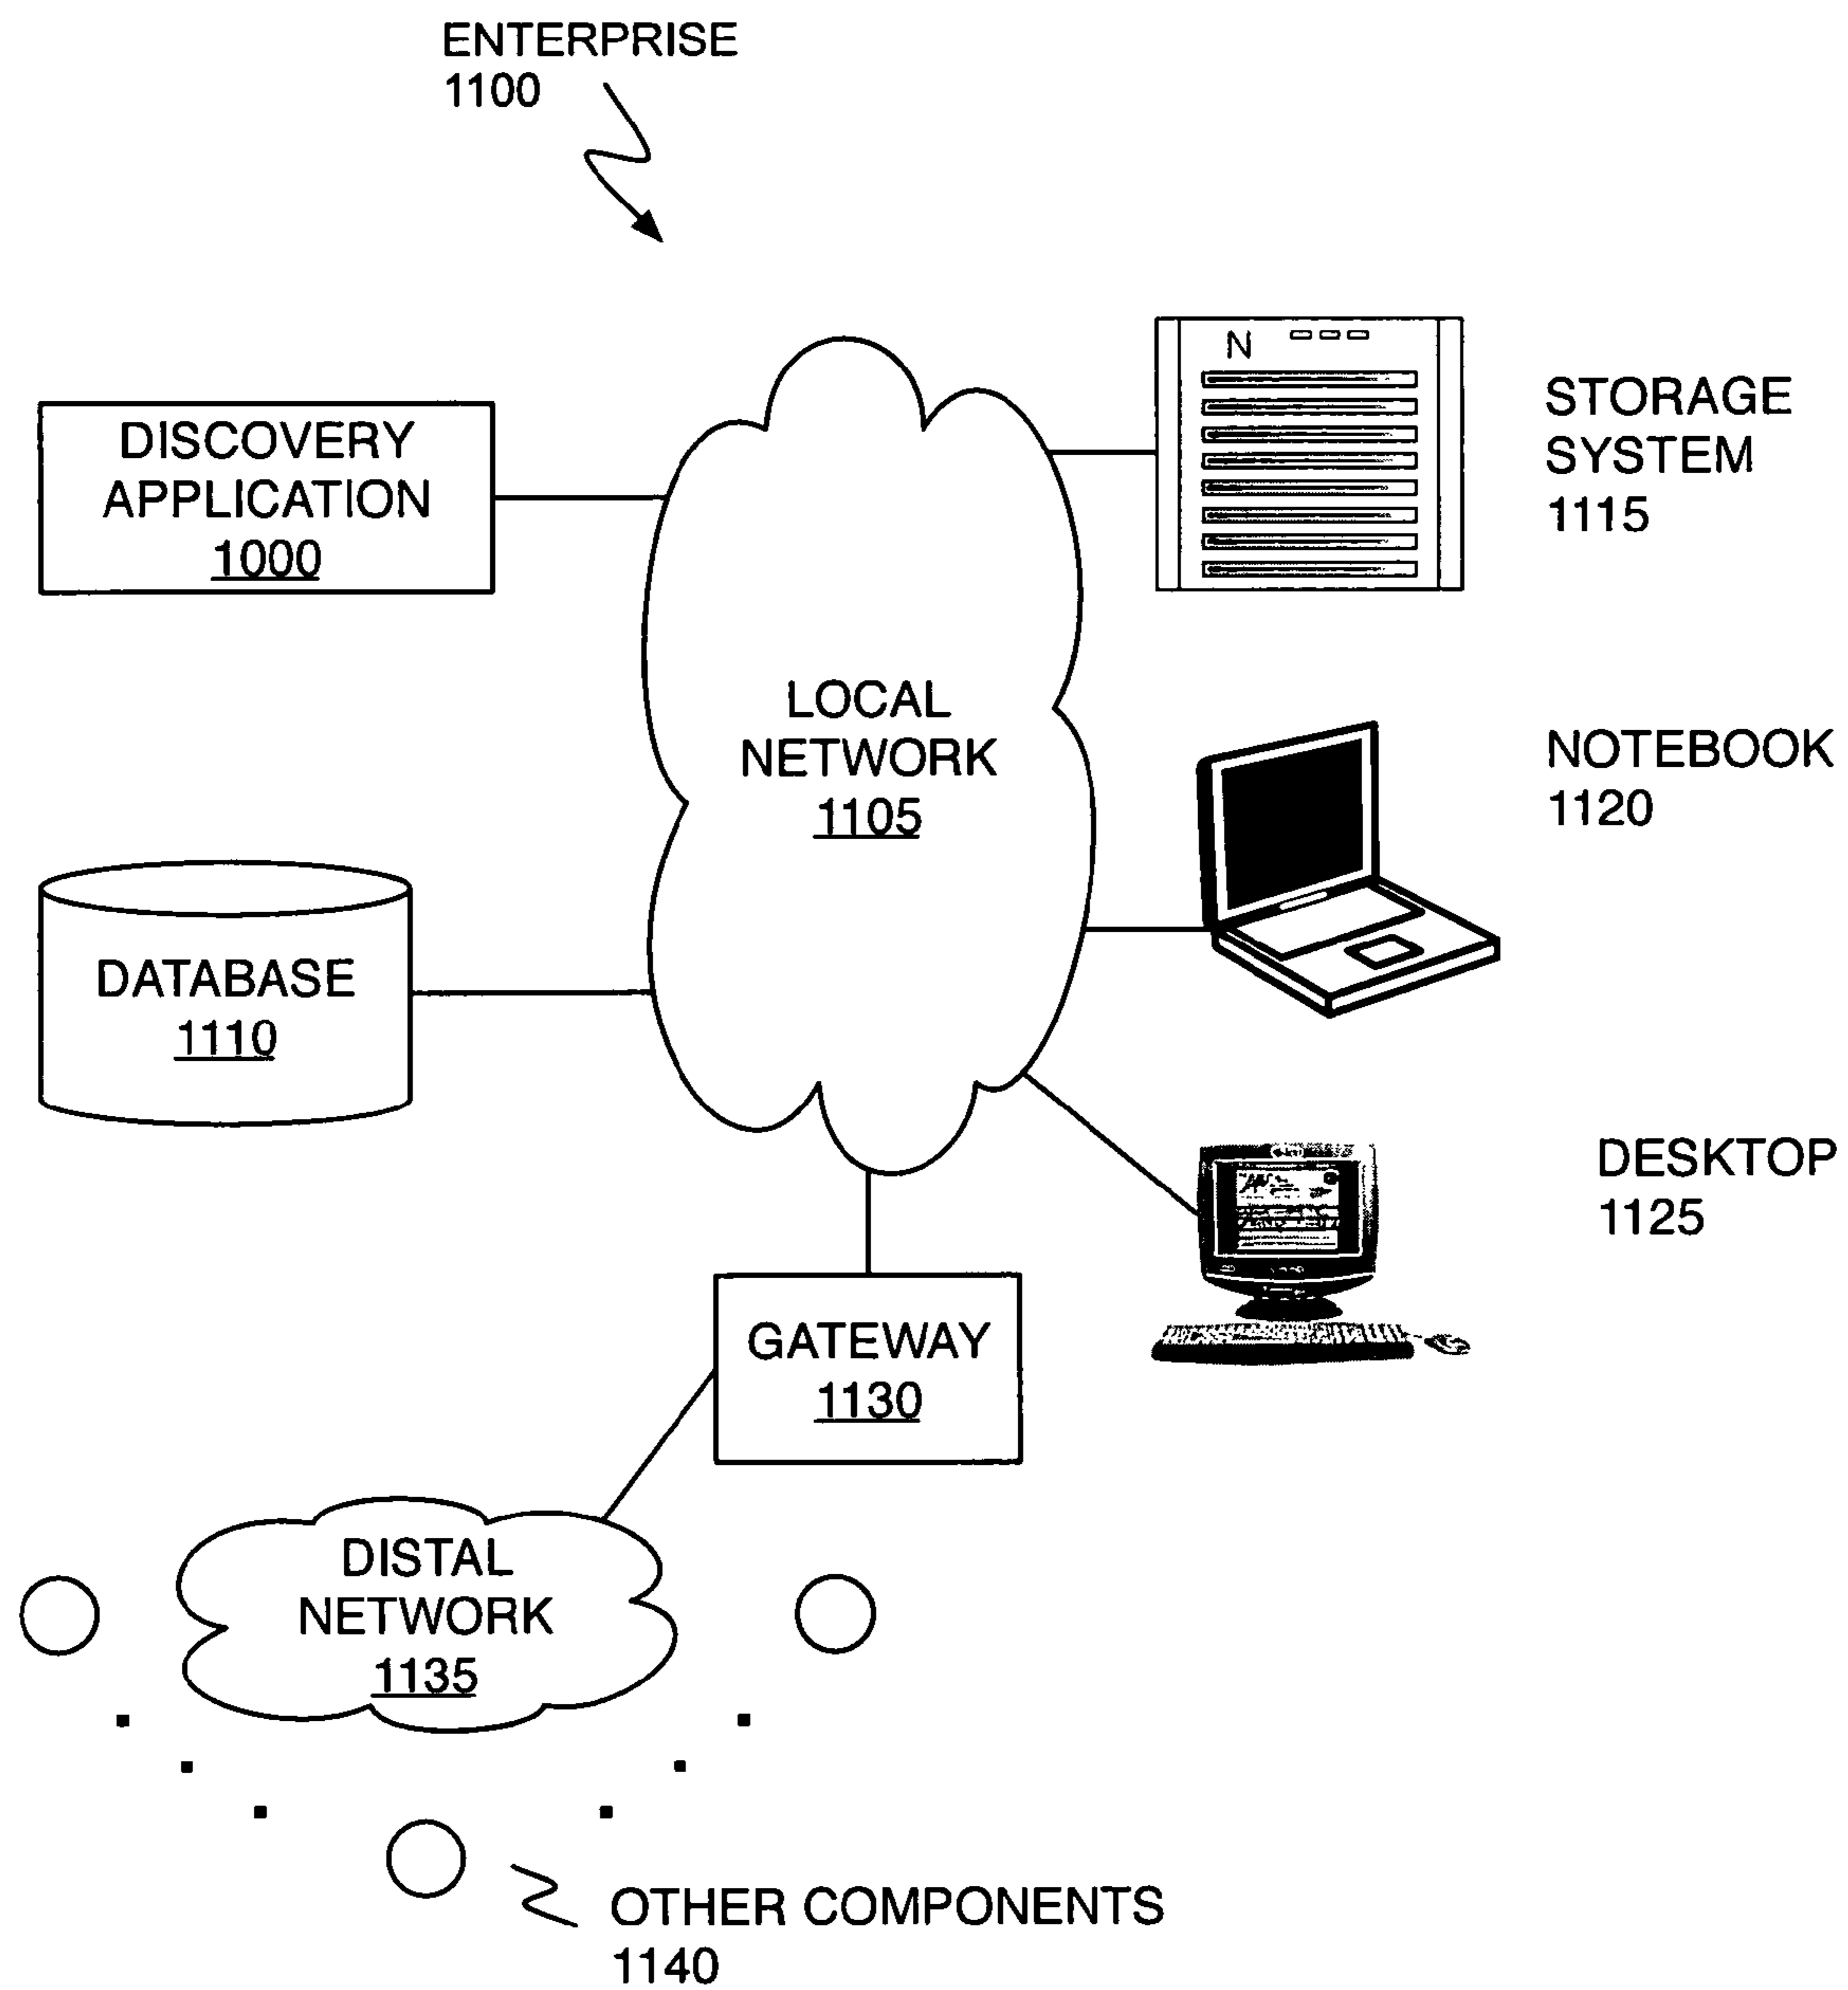 ENTERPRISE
1100
DISCOVERY
APPLICATION
1000
N
STORAGE
SYSTEM
1115
LOCAL
NETWORK
1105
NOTEBOOK
1120
DATABASE
1110
DESKTOP
1125
GATEWAY
1130
DISTAL
NETWORK
1135
OTHER COMPONENTS
1140